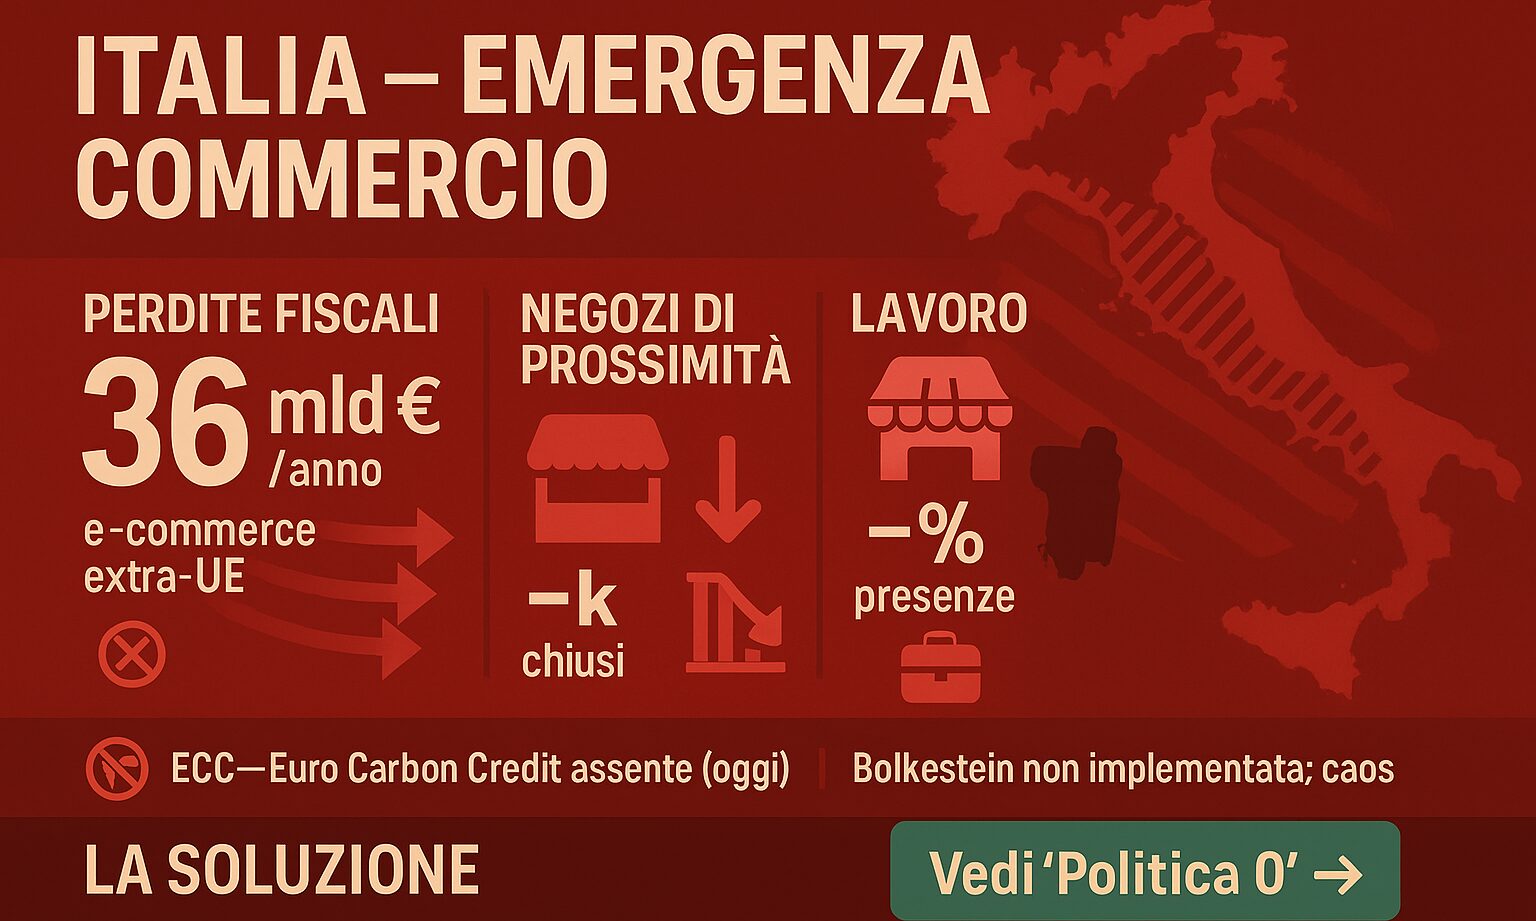 ITALIA – EMERGENZA
COMMERCIO
PERDITE FISCALI
36 mld €
/anno
e-commerce
extra-UE
NEGOZI DI
PROSSIMITÀ
–k
chiusi
LAVORO
–%
presenze
ECC—Euro Carbon Credit assente (oggi)
Bolkestein non implementata; caos
LA SOLUZIONE
Vedi ‘Politica 0’ →